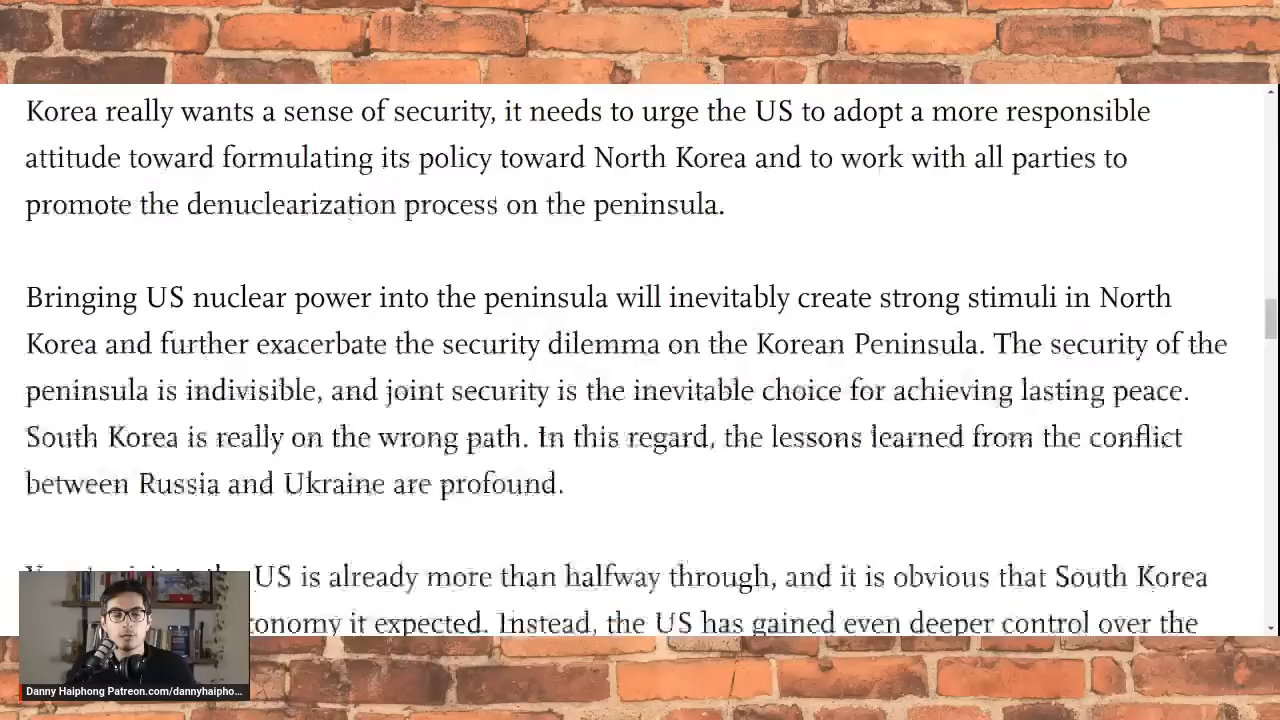 Korea really wants a sense of security, it needs to urge the US to adopt a more responsible
attitude toward formulating its policy toward North Korea and to work with all parties to
promote the denuclearization process on the peninsula.
Bringing US nuclear power into the peninsula will inevitably create strong stimuli in North
Korea and further exacerbate the security dilemma on the Korean Peninsula. The security of the
peninsula is indivisible, and joint security is the inevitable choice for achieving lasting peace.
South Korea is really on the wrong path. In this regard, the lessons learned from the conflict
between Russia and Ukraine are profound.
US is already more than halfway through, and it is obvious that South Korea
it expected. Instead, the US has gained even deeper control over the
Danny Haiphong Patreon.com/dannyhaipho...